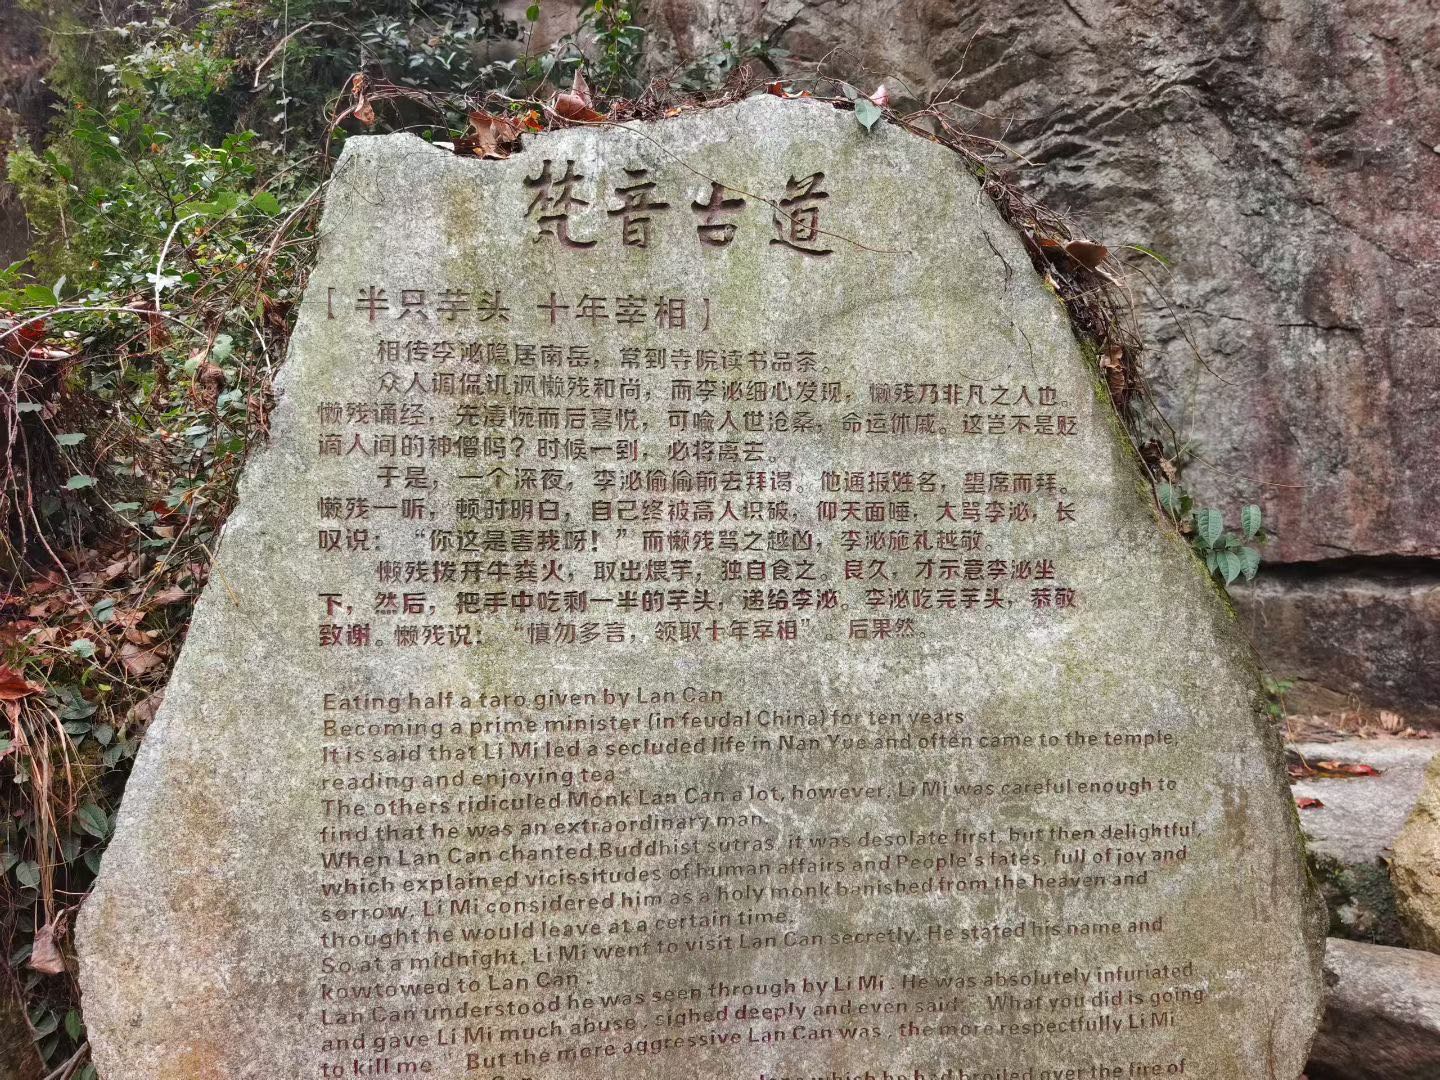 梵音古道
【半只芋头 十年宰相】
相传李泌隐居南岳，常到寺院读书品茶。
众人调侃讥讽懒残和尚，而李泌细心发现，懒残乃非凡之人也。
懒残诵经，先凄惋而后喜悦，可喻人世沧桑，命运休戚。这岂不是贬
谪人间的神僧吗？时候一到，必将离去。
于是，一个深夜，李泌偷偷前去拜谒。他通报姓名，望席而拜。
懒残一听，顿时明白，自己终被高人识破，仰天面唾，大骂李泌，长
叹说：“你这是害我呀！”而懒残骂之越凶，李泌施礼越敬。
懒残拨开牛粪火，取出煨芋，独自食之。良久，才示意李泌坐
下，然后，把手中吃剩一半的芋头，递给李泌。李泌吃完芋头，恭敬
致谢。懒残说：“慎勿多言，领取十年宰相”。后果然。
Eating half a taro given by Lan Can
Becoming a prime minister (in feudal China) for ten years
It is said that Li Mi led a secluded life in Nan Yue and often came to the temple,
reading and enjoying tea
The others ridiculed Monk Lan Can a lot, however, Li Mi was careful enough to
find that he was an extraordinary man.
When Lan Can chanted Buddhist sutras, it was desolate first, but then delightful,
which explained vicissitudes of human affairs and People's fates, full of joy and
sorrow, Li Mi considered him as a holy monk banished from the heaven and
thought he would leave at a certain time.
So at a midnight, Li Mi went to visit Lan Can secretly. He stated his name and
kowtowed to Lan Can .
Lan Can understood he was seen through by Li Mi . He was absolutely infuriated
and gave Li Mi much abuse , sighed deeply and even said " What you did is going
to kill me " But the more aggressive Lan Can was , the more respectfully Li Mi
which he had broiled over the fire of